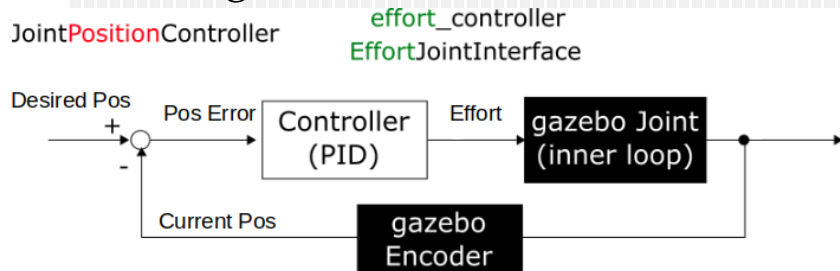 effort_controller
JointPositionController
EffortJointInterface
Desired Pos
+
Pos Error
Controller
(PID)
Effort
gazebo Joint
(inner loop)
-
Current Pos
gazebo
Encoder